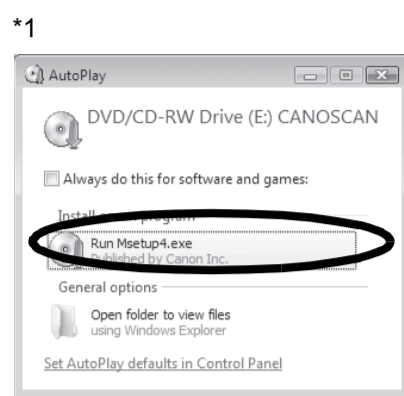 *1
AutoPlay
DVD/CD-RW Drive (E:) CANOSCAN
Always do this for software and games:
Install or run program
Run Msetup4.exe
Published by Canon Inc.
General options
Open folder to view files
using Windows Explorer
Set AutoPlay defaults in Control Panel